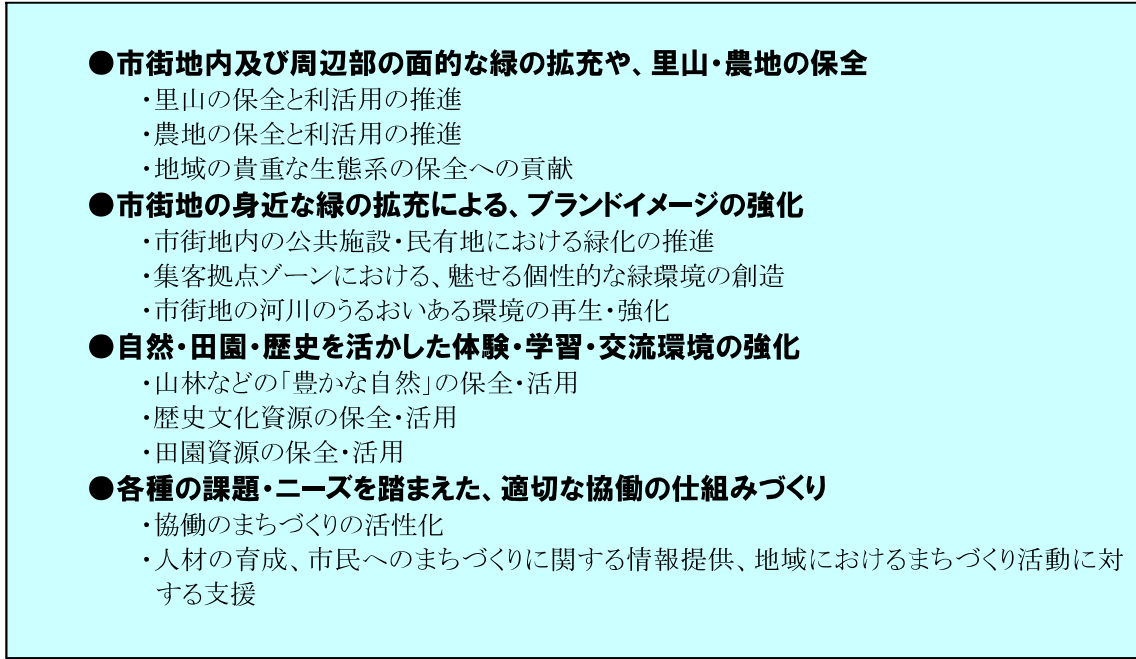 ●市街地内及び周辺部の面的な緑の拡充や、里山・農地の保全
・里山の保全と利活用の推進
・農地の保全と利活用の推進
・地域の貴重な生態系の保全への貢献
●市街地の身近な緑の拡充による、ブランドイメージの強化
・市街地内の公共施設・民有地における緑化の推進
・集客拠点ゾーンにおける、魅せる個性的な緑環境の創造
・市街地の河川のうるおいある環境の再生・強化
●自然・田園・歴史を活かした体験・学習・交流環境の強化
・山林などの「豊かな自然」の保全・活用
・歴史文化資源の保全・活用
・田園資源の保全・活用
●各種の課題・ニーズを踏まえた、適切な協働の仕組みづくり
・協働のまちづくりの活性化
・人材の育成、市民へのまちづくりに関する情報提供、地域におけるまちづくり活動に対
する支援